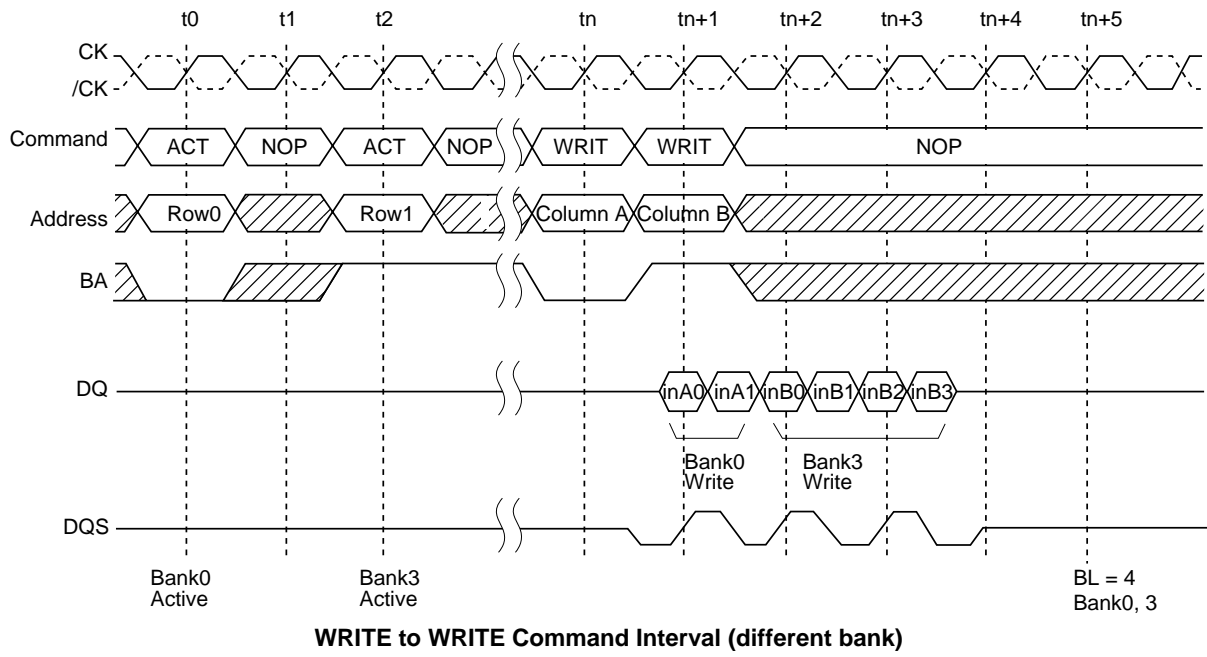 t0 t1 t2 tn tn+1 tn+2 tn+3 tn+4 tn+5
CK
/CK
Command ACT NOP ACT NOP WRIT WRIT NOP
Address Row0 Row1 Column A Column B
BA
DQ inA0 inA1 inB0 inB1 inB2 inB3
Bank0 Bank3
Write Write
DQS
Bank0 Bank3 BL = 4
Active Active Bank0, 3
WRITE to WRITE Command Interval (different bank)